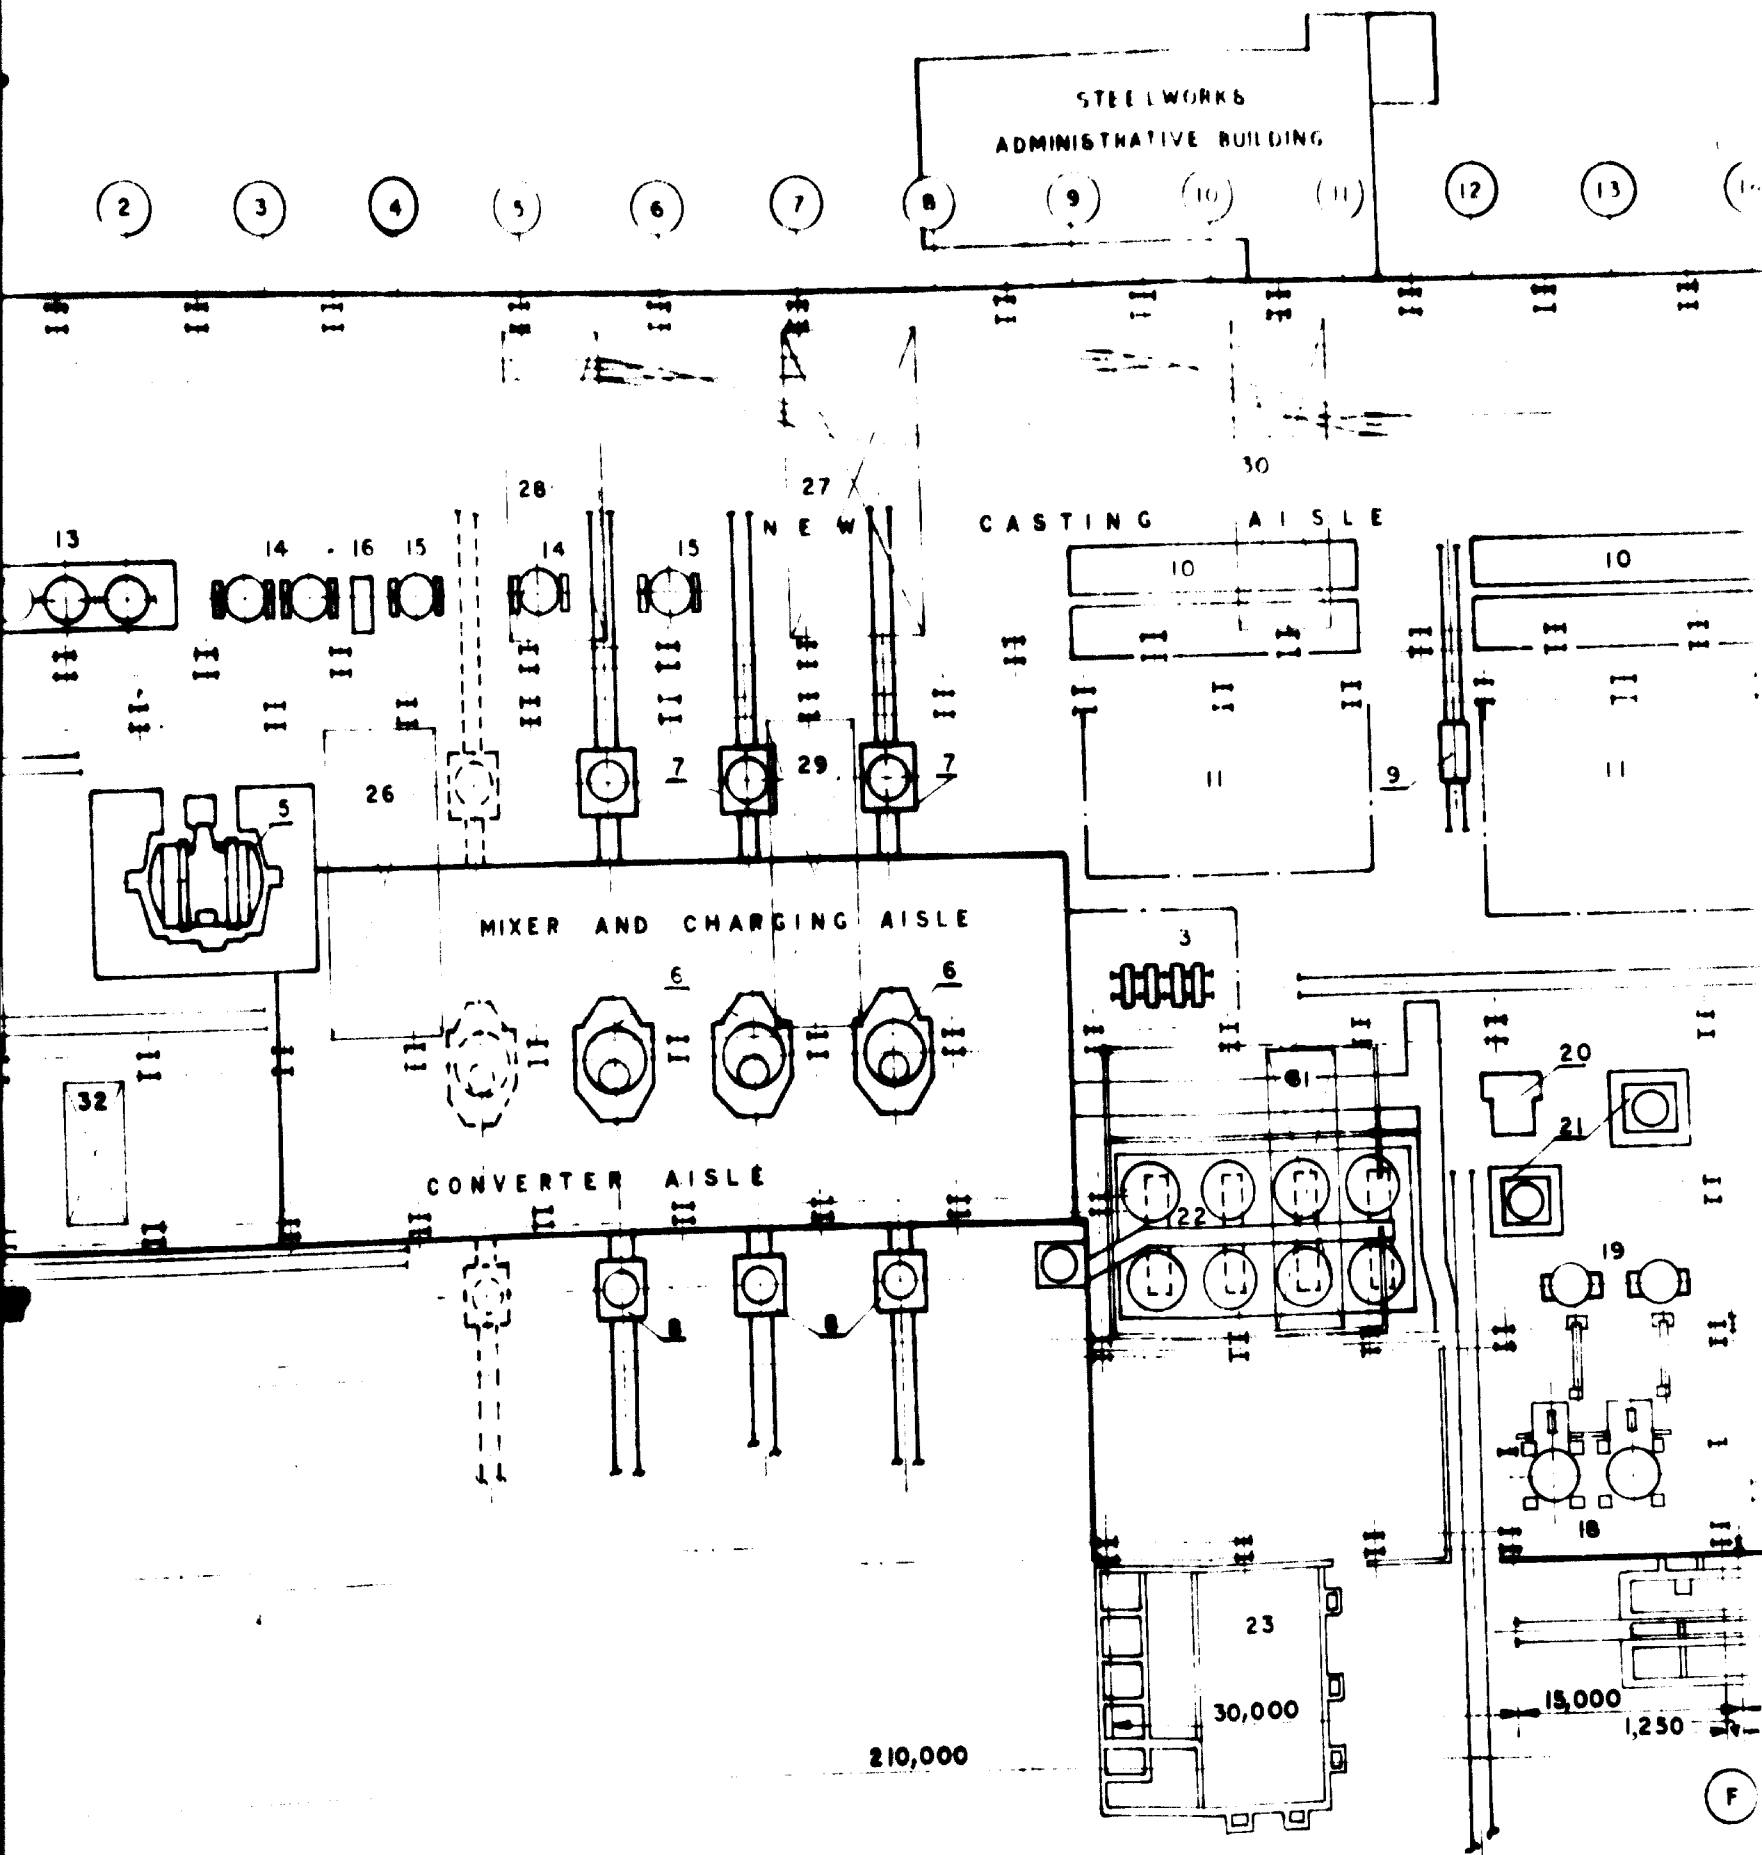 STEELWORKS
ADMINISTRATIVE BUILDING
2 3 4 5 6 7 8 9 10 11 12 13
30
28 27
NEW CASTING AISLE
13 14 16 15 14 15 10 10
26 7 29 7 11 9 11
5
MIXER AND CHARGING AISLE
3
6 6
32 20
21
CONVERTER AISLE
22
19
8 8
18
23
30,000 15,000
1,250
210,000
F